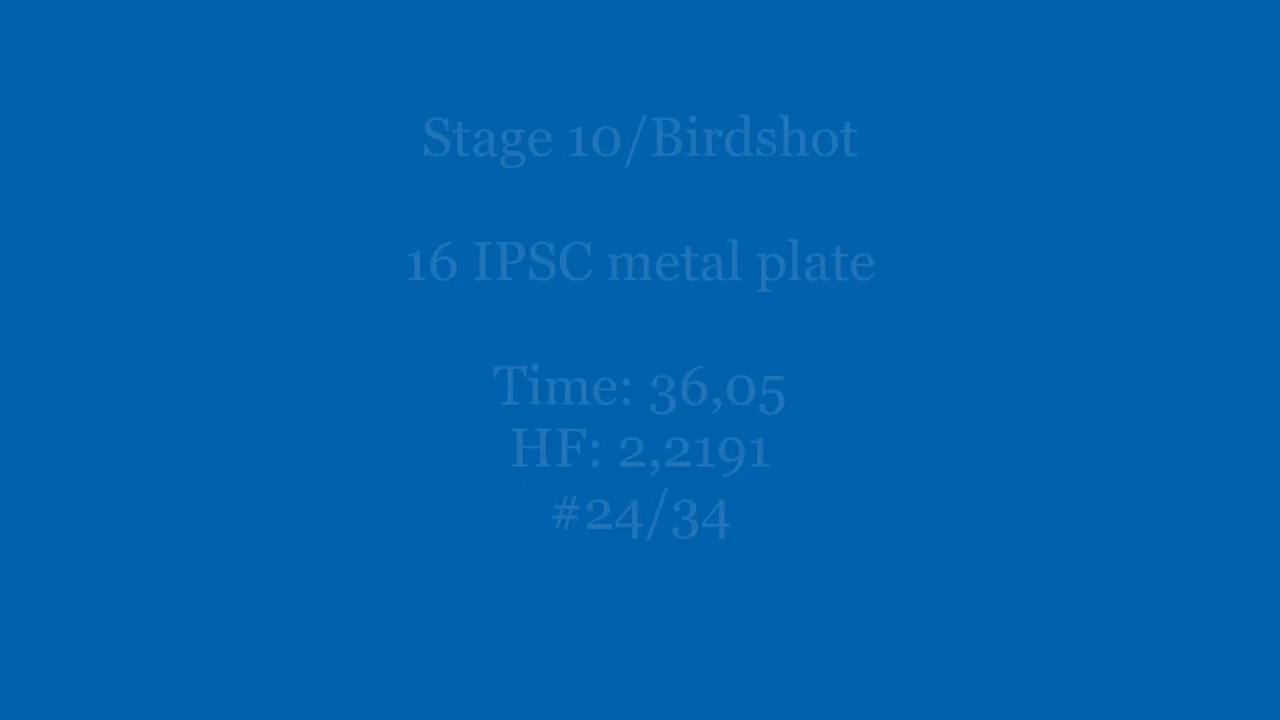 Stage 10/Birdshot
16 IPSC metal plate
Time: 36,05
HF: 2,2191
#24/34